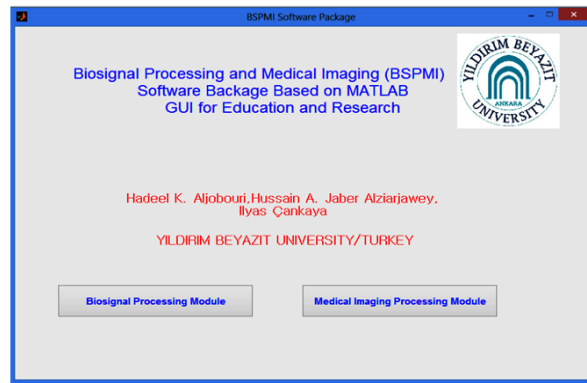 BSPMI Software Package
Biosignal Processing and Medical Imaging (BSPMI)
Software Backage Based on MATLAB
GUI for Education and Research
YILDIRIM BEYAZIT
ANKARA
UNIVERSITY
Hadeel K. Aljobouri,Hussain A. Jaber Alziarjawey,
Ilyas Çankaya
YILDIRIM BEYAZIT UNIVERSITY/TURKEY
Biosignal Processing Module
Medical Imaging Processing Module